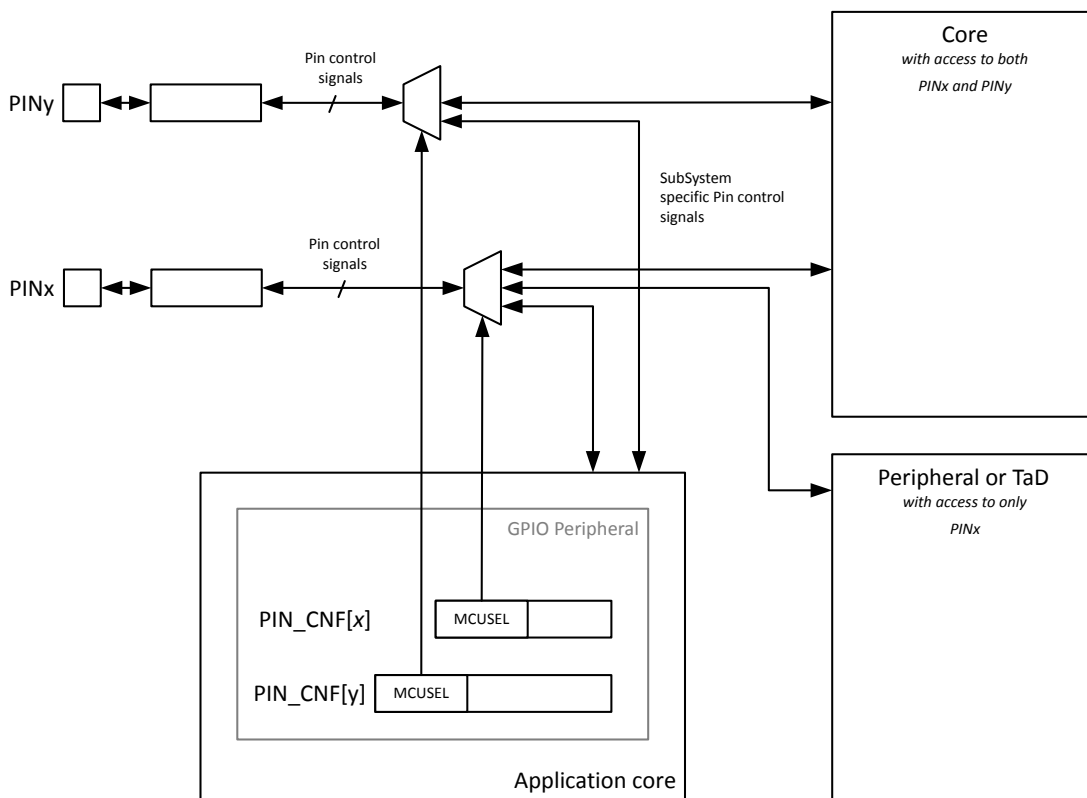 Core
with access to both
PINx and PINy
Pin control
signals
PINy
SubSystem
specific Pin control
signals
Pin control
signals
PINx
Peripheral or TaD
with access to only
PINx
GPIO Peripheral
PIN_CNF[x]
MCUSEL
PIN_CNF[y]
MCUSEL
Application core